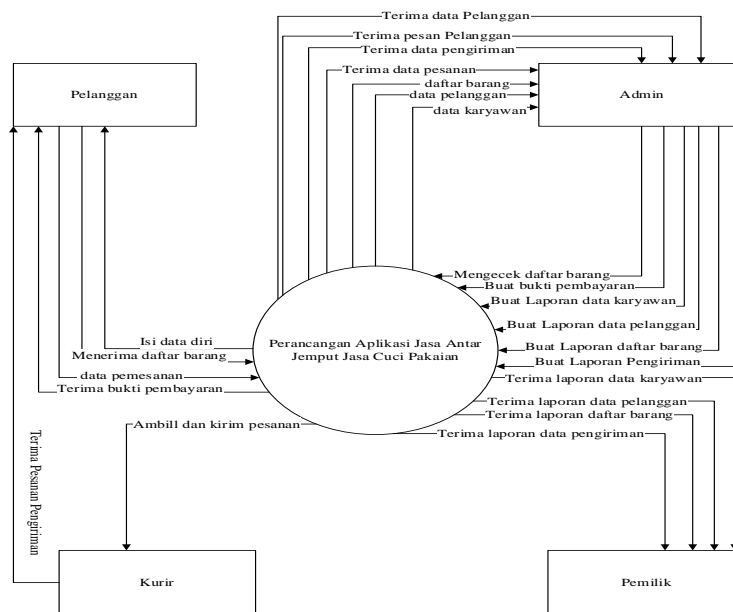 Terima data Pelanggan
Terima pesan Pelanggan
Terima data pengiriman
Terima data pesanan
daftar barang
data pelanggan
data karyawan
Pelanggan
Admin
Mengecek daftar barang
Buat bukti pembayaran
Buat Laporan data karyawan
Buat Laporan data pelanggan
Buat Laporan daftar barang
Buat Laporan Pengiriman
Terima laporan data karyawan
Perancangan Aplikasi Jasa Antar
Jemput Jasa Cuci Pakaian
Isi data diri
Menerima daftar barang
data pemesanan
Terima bukti pembayaran
Terima laporan data pelanggan
Terima laporan daftar barang
Terima laporan data pengiriman
Ambill dan kirim pesanan
Terima Pesanan Pengiriman
Kurir
Pemilik